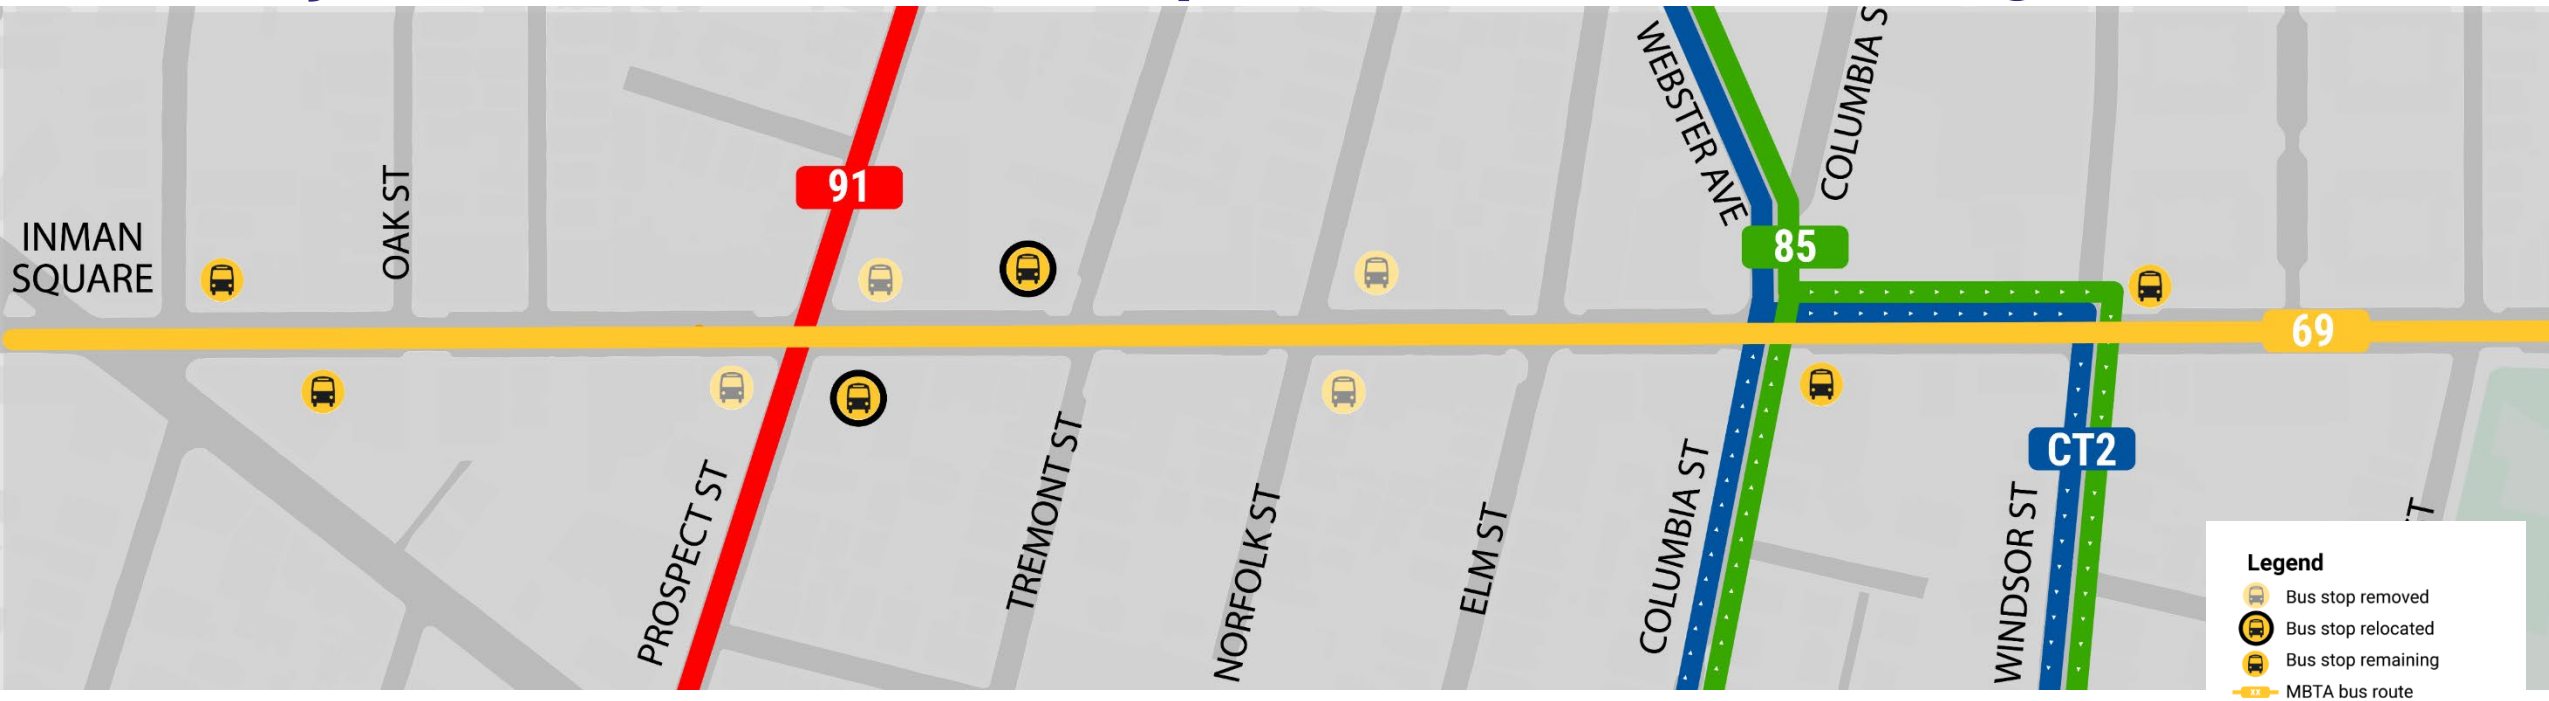 INMAN
SQUARE
OAK ST
91
WEBSTER AVE
COLUMBIA S
85
69
PROSPECT ST
TREMONT ST
NORFOLK ST
ELM ST
COLUMBIA ST
CT2
WINDSOR ST
T
Legend
Bus stop removed
Bus stop relocated
Bus stop remaining
XX MBTA bus route